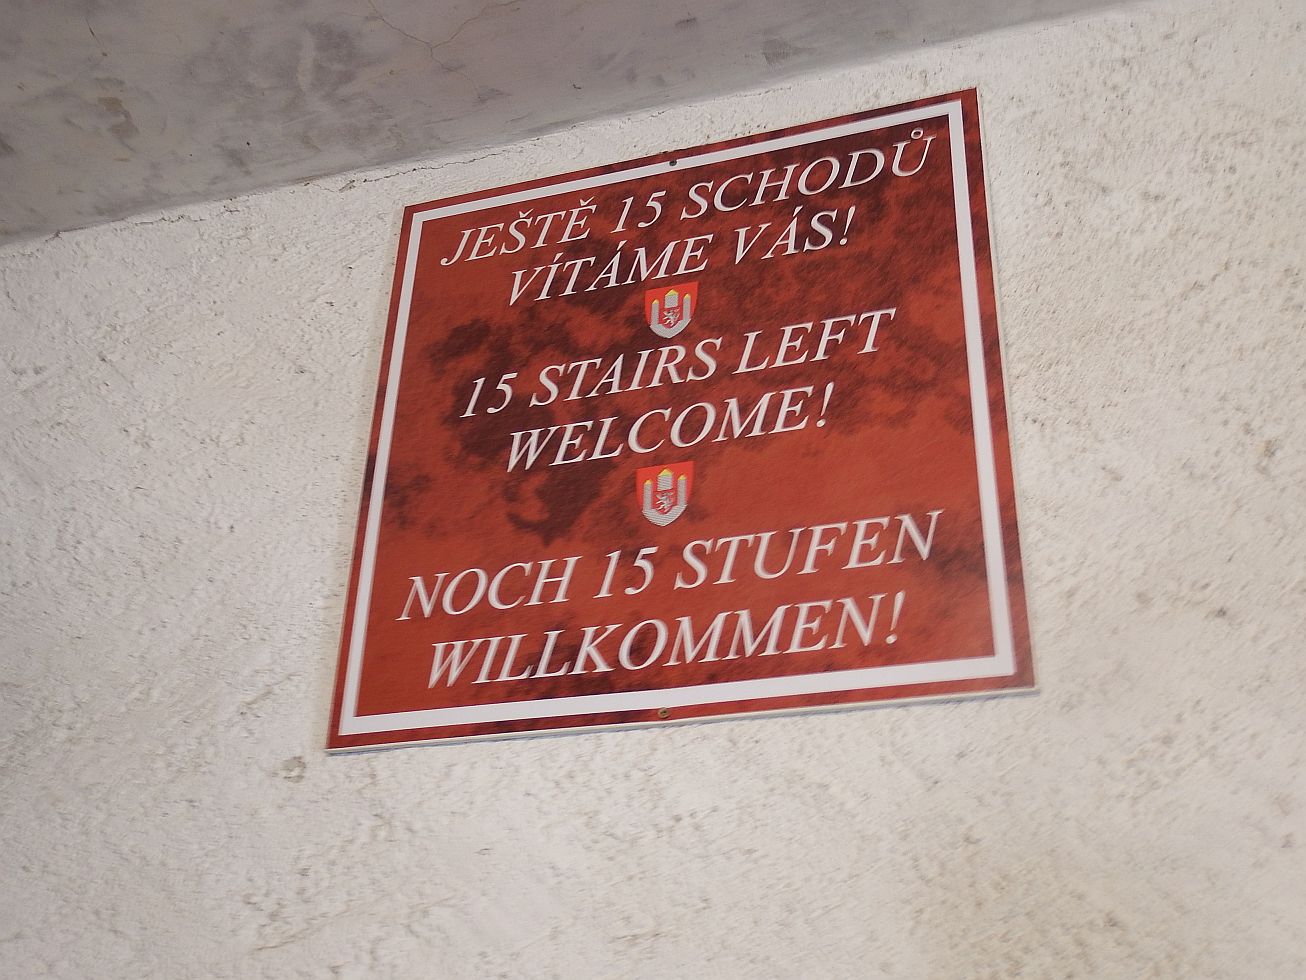 JEŠTĚ 15 SCHODŮ
VÍTÁME VÁS!
15 STAIRS LEFT
WELCOME!
NOCH 15 STUFEN
WILLKOMMEN!